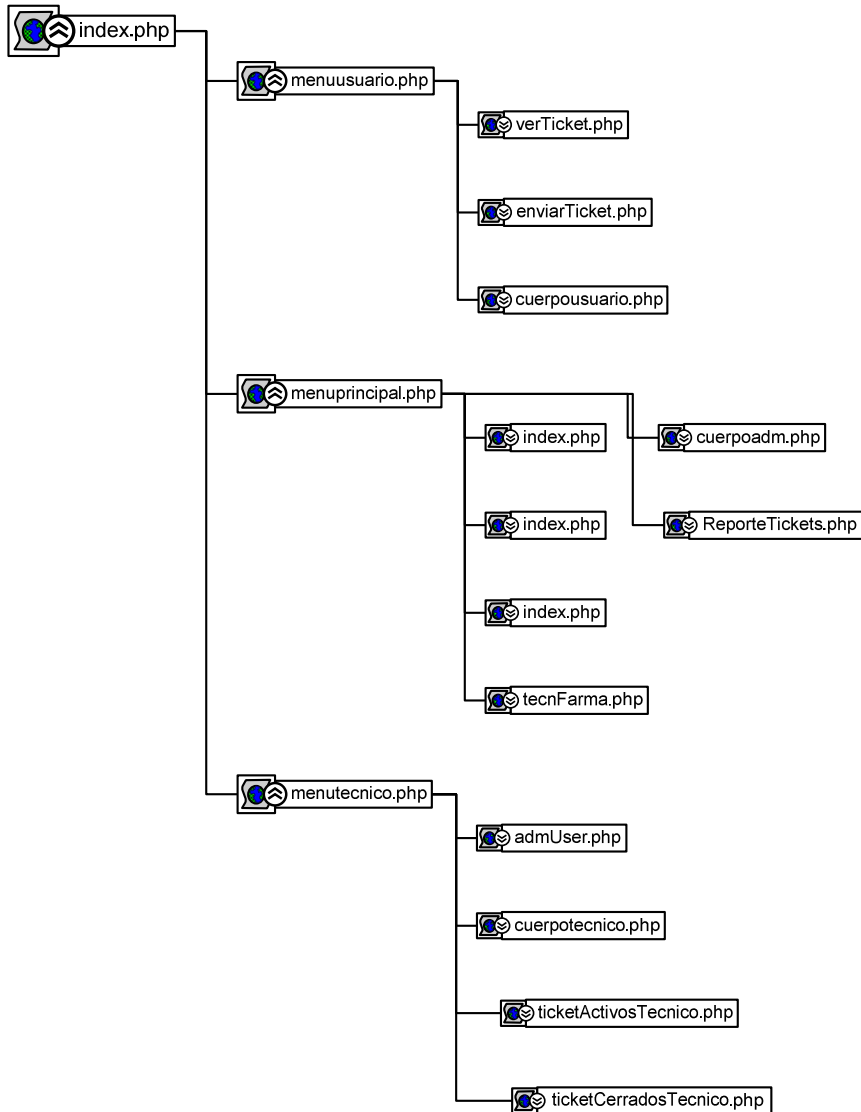 index.php
menuusuario.php
verTicket.php
enviarTicket.php
cuerpousuario.php
menuprincipal.php
index.php
cuerpoadm.php
index.php
ReporteTickets.php
index.php
tecnFarma.php
menutecnico.php
admUser.php
cuerpotecnico.php
ticketActivosTecnico.php
ticketCerradosTecnico.php